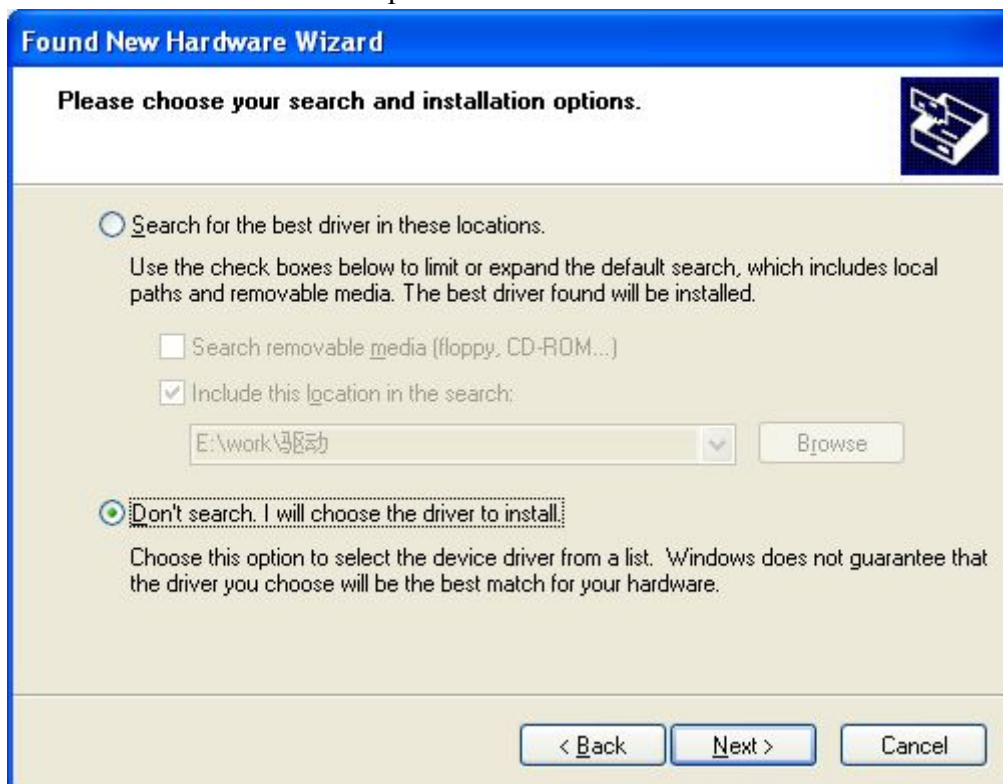 Found New Hardware Wizard
Please choose your search and installation options.
Search for the best driver in these locations.
Use the check boxes below to limit or expand the default search, which includes local
paths and removable media. The best driver found will be installed.
Search removable media (floppy, CD-ROM...)
Include this location in the search:
E:\work\驱动
Browse
Don't search. I will choose the driver to install.
Choose this option to select the device driver from a list. Windows does not guarantee that
the driver you choose will be the best match for your hardware.
< Back Next > Cancel